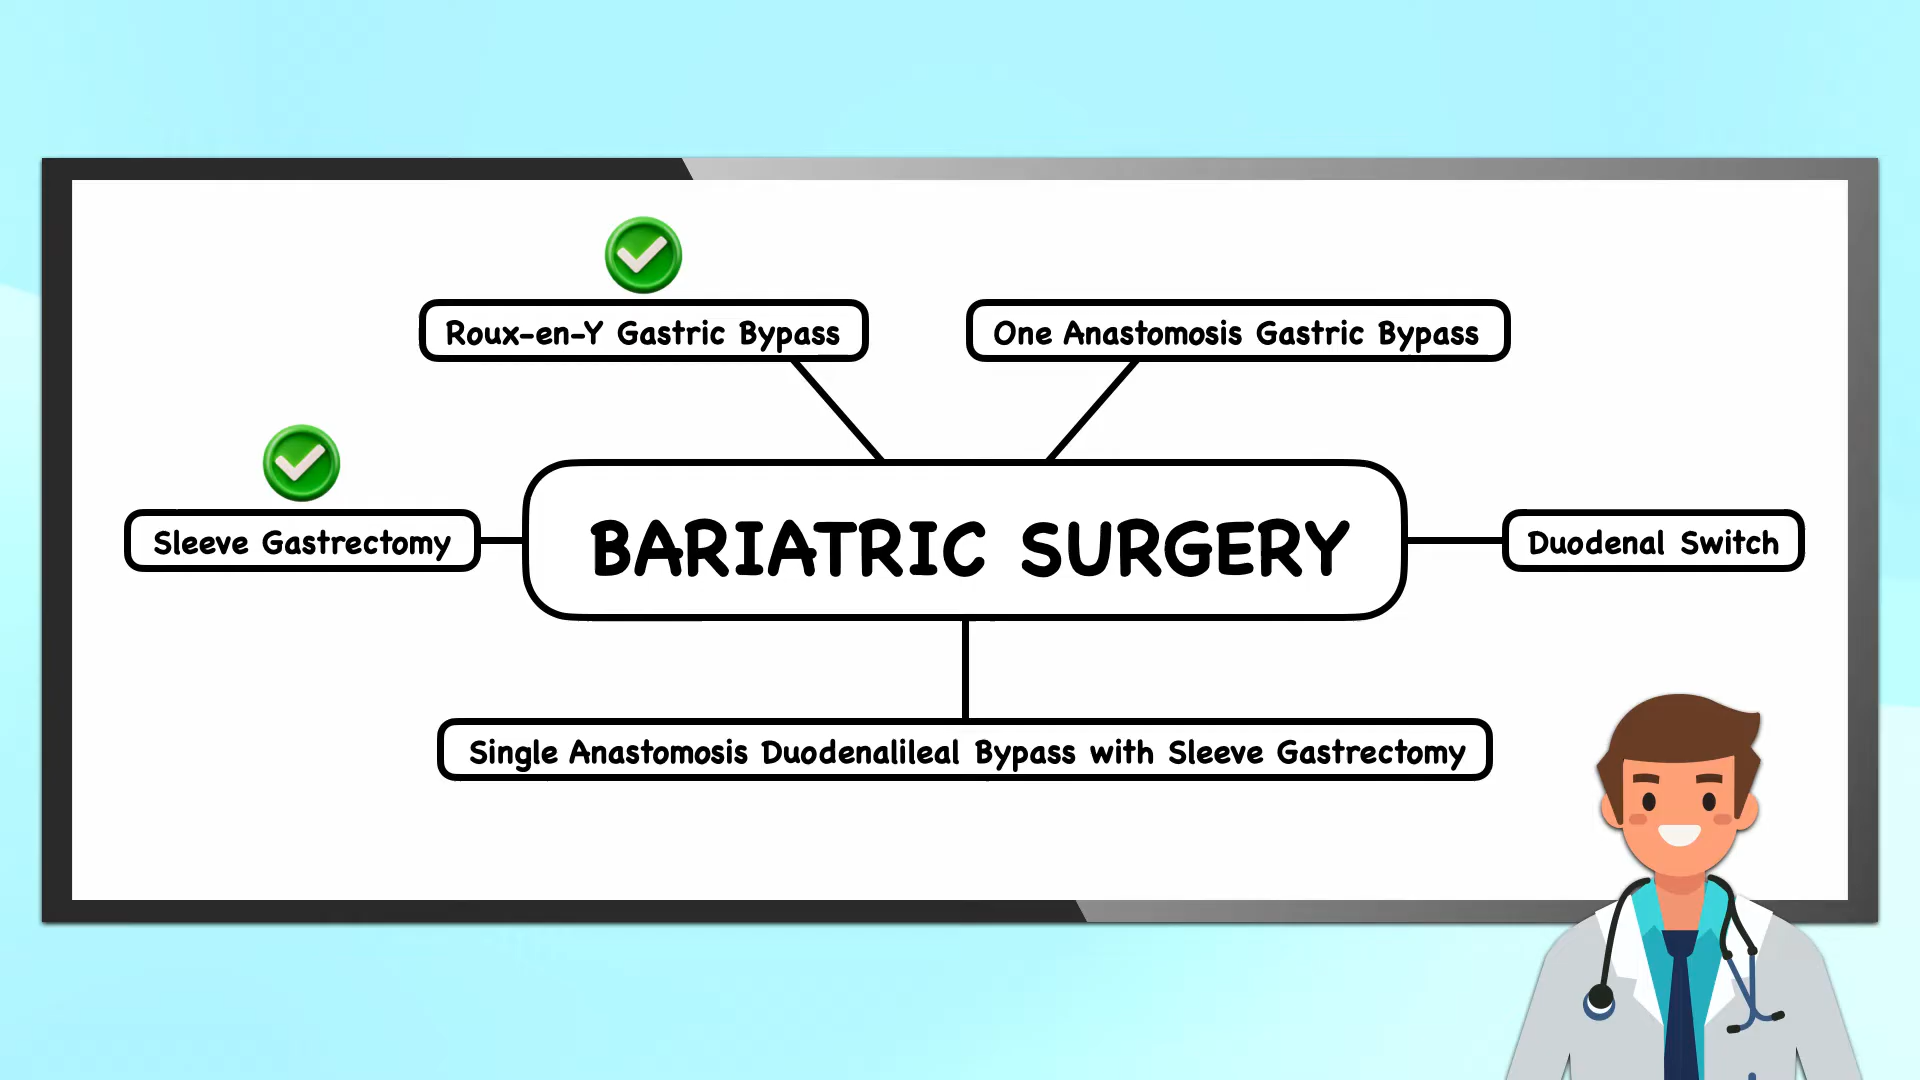 Roux-en-Y Gastric Bypass
One Anastomosis Gastric Bypass
Sleeve Gastrectomy
BARIATRIC SURGERY
Duodenal Switch
Single Anastomosis Duodenalileal Bypass with Sleeve Gastrectomy